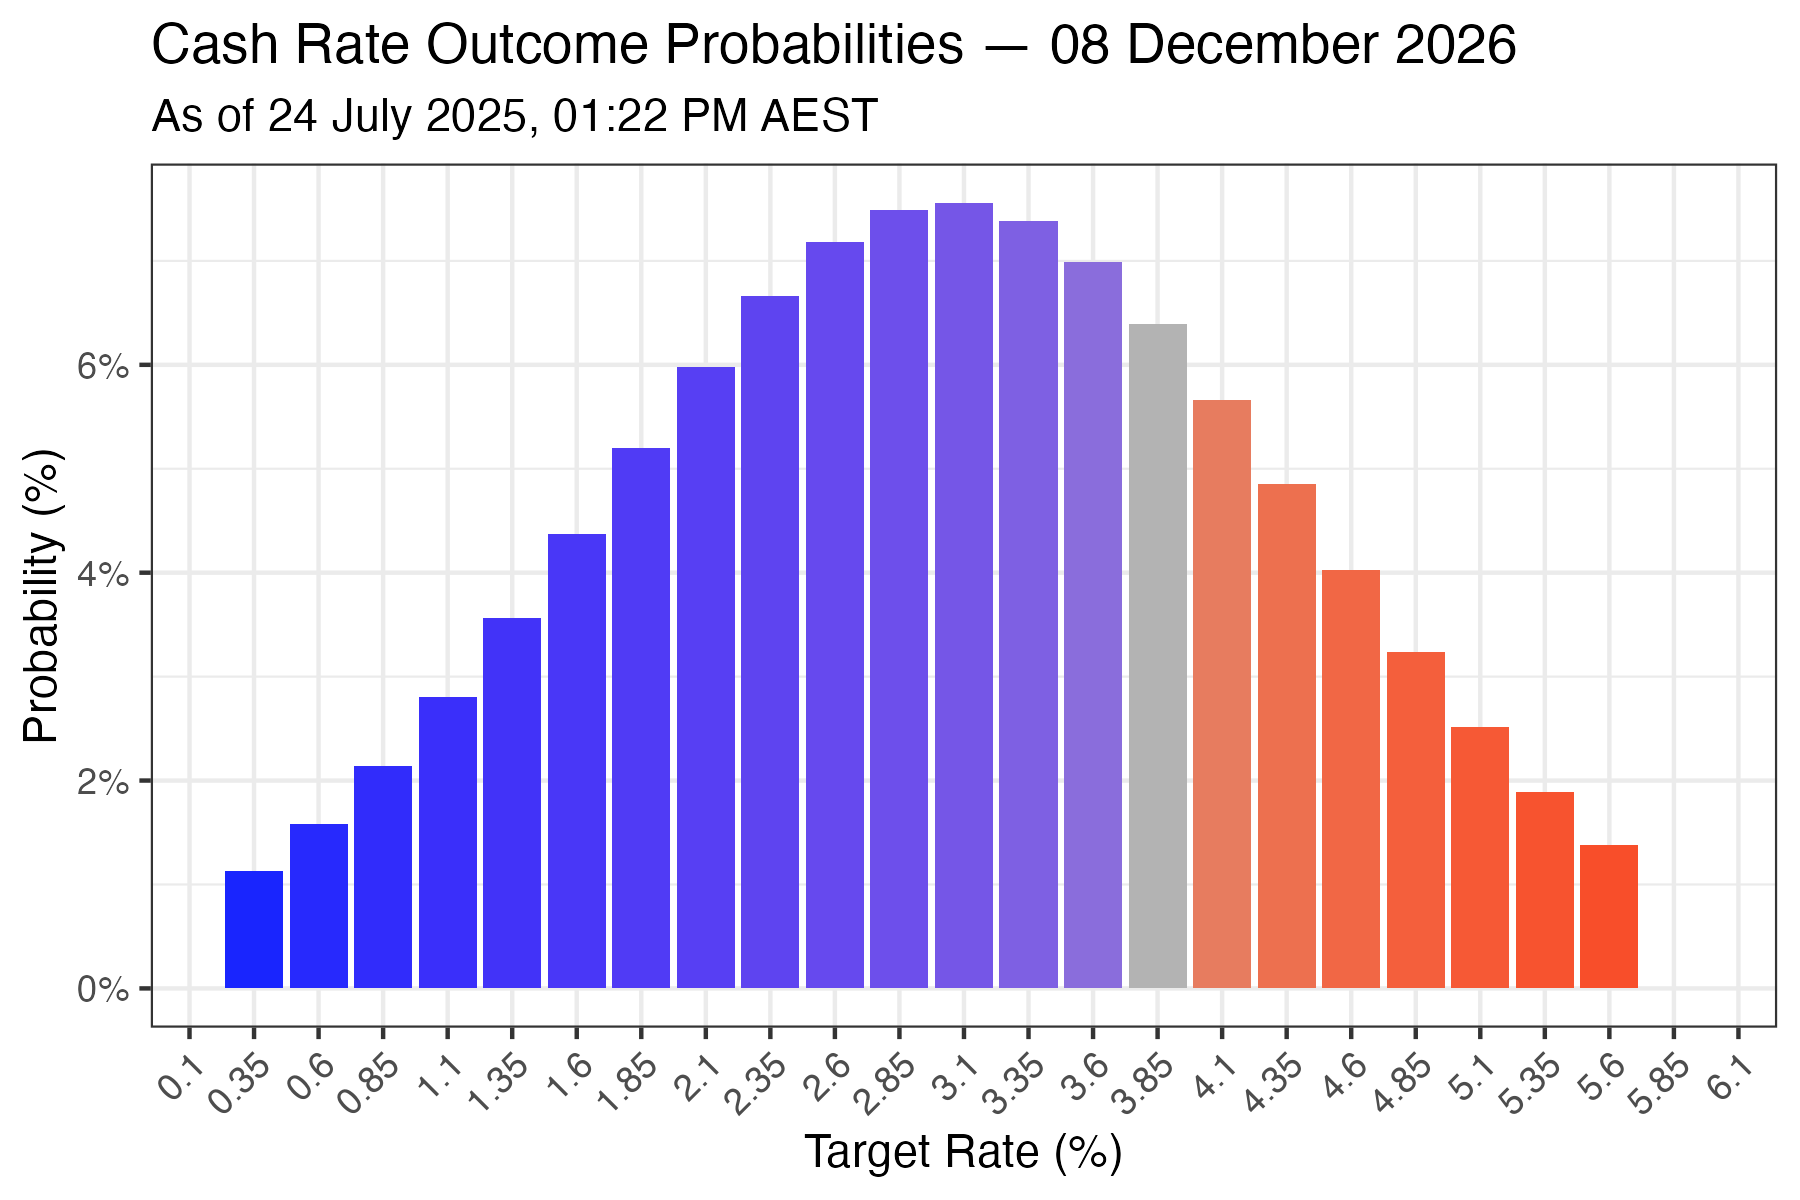 Cash Rate Outcome Probabilities — 08 December 2026
As of 24 July 2025, 01:22 PM AEST
Probability (%)
6%
4%
2%
0%
0.1 0.35 0.6 0.85 1.1 1.35 1.6 1.85 2.1 2.35 2.6 2.85 3.1 3.35 3.6 3.85 4.1 4.35 4.6 4.85 5.1 5.35 5.6 5.85 6.1
Target Rate (%)